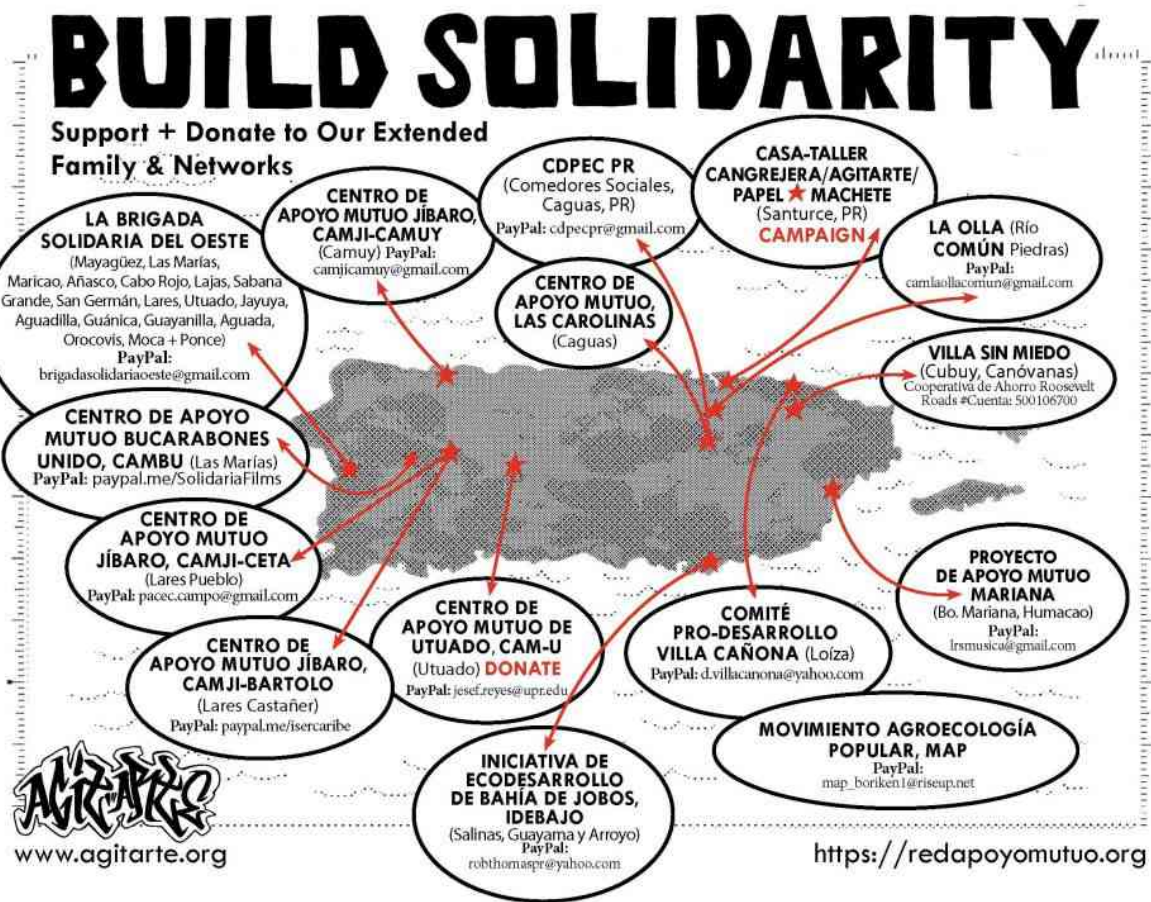 BUILD SOLIDARITY
Support + Donate to Our Extended
Family & Networks
LA BRIGADA
SOLIDARIA DEL OESTE
(Mayagüez, Las Marías,
Maricao, Añasco, Cabo Rojo, Lajas, Sabana
Grande, San Germán, Lares, Utuado, Jayuya,
Aguadilla, Guánica, Guayanilla, Aguada,
Orocovis, Moca + Ponce)
PayPal:
brigadasolidariaoeste@gmail.com
CENTRO DE
APOYO MUTUO JÍBARO,
CAMJI-CAMUY
(Camuy) PayPal:
camjicamuy@gmail.com
CDPEC PR
(Comedores Sociales,
Caguas, PR)
PayPal: cdpecpr@gmail.com
CASA-TALLER
CANGREJERA/AGITARTE/
PAPEL MACHETE
(Santurce, PR)
CAMPAIGN
LA OLLA (Río
COMÚN Piedras)
PayPal:
camlaollacomun@gmail.com
CENTRO DE
APOYO MUTUO,
LAS CAROLINAS
(Caguas)
VILLA SIN MIEDO
(Cubuy, Canóvanas)
Cooperativa de Ahorro Roosevelt
Roads #Cuenta: 500106700
CENTRO DE APOYO
MUTUO BUCARABONES
UNIDO, CAMBU (Las Marías)
PayPal: paypal.me/SolidariaFilms
CENTRO DE
APOYO MUTUO
JÍBARO, CAMJI-CETA
(Lares Pueblo)
PayPal: pacec.campo@gmail.com
CENTRO DE
APOYO MUTUO JÍBARO,
CAMJI-BARTOLO
(Lares Castañer)
PayPal: paypal.me/isercaribe
CENTRO DE
APOYO MUTUO DE
UTUADO, CAM-U
(Utuado) DONATE
PayPal: jesef.reyes@upr.edu
COMITÉ
PRO-DESARROLLO
VILLA CAÑONA (Loíza)
PayPal: d.villacanona@yahoo.com
PROYECTO
DE APOYO MUTUO
MARIANA
(Bo. Mariana, Humacao)
PayPal:
lrsmusica@gmail.com
MOVIMIENTO AGROECOLOGÍA
POPULAR, MAP
PayPal:
map_boriken1@riseup.net
INICIATIVA DE
ECODESARROLLO
DE BAHÍA DE JOBOS,
IDEBAJO
(Salinas, Guayama y Arroyo)
PayPal:
robthomaspr@yahoo.com
AGITARTE
www.agitarte.org
https://redapoyomutuo.org